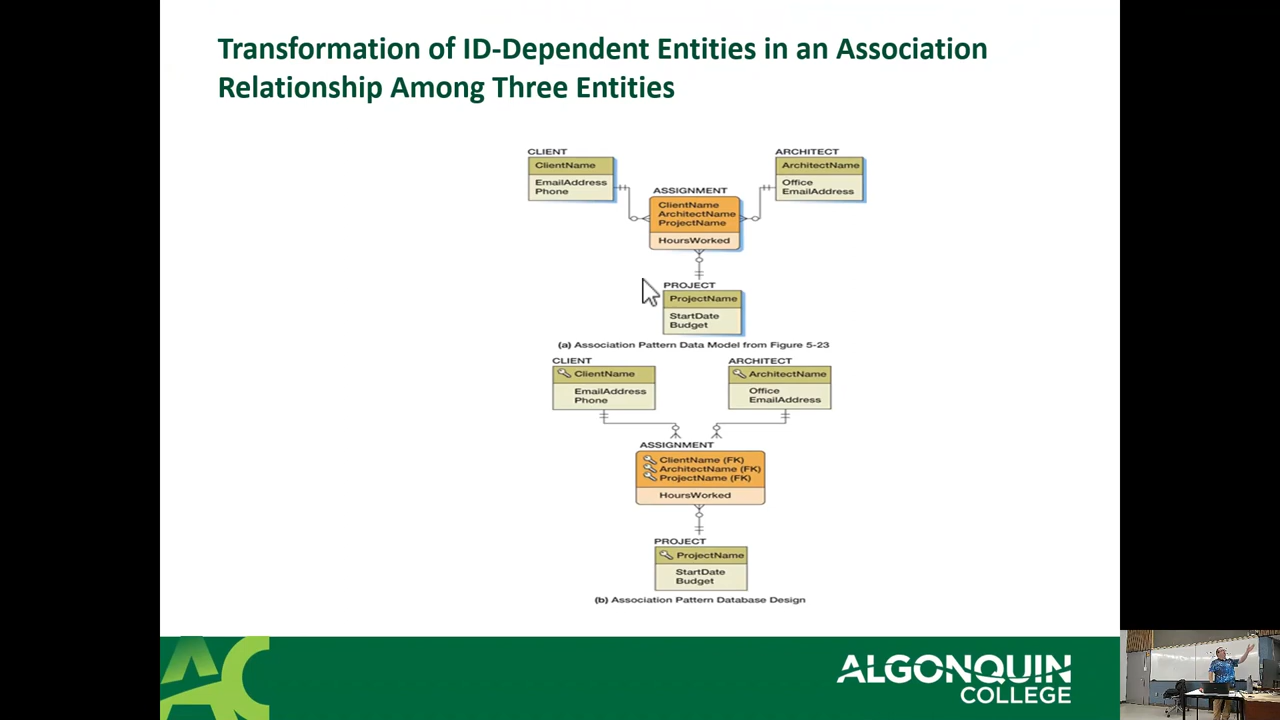 Transformation of ID-Dependent Entities in an Association
Relationship Among Three Entities
CLIENT
ClientName
EmailAddress
Phone
ARCHITECT
ArchitectName
Office
EmailAddress
ASSIGNMENT
ClientName
ArchitectName
ProjectName
HoursWorked
PROJECT
ProjectName
StartDate
Budget
(a) Association Pattern Data Model from Figure 5-23
CLIENT
ClientName
EmailAddress
Phone
ARCHITECT
ArchitectName
Office
EmailAddress
ASSIGNMENT
ClientName (FK)
ArchitectName (FK)
ProjectName (FK)
HoursWorked
PROJECT
ProjectName
StartDate
Budget
(b) Association Pattern Database Design
AC
ALGONQUIN
COLLEGE